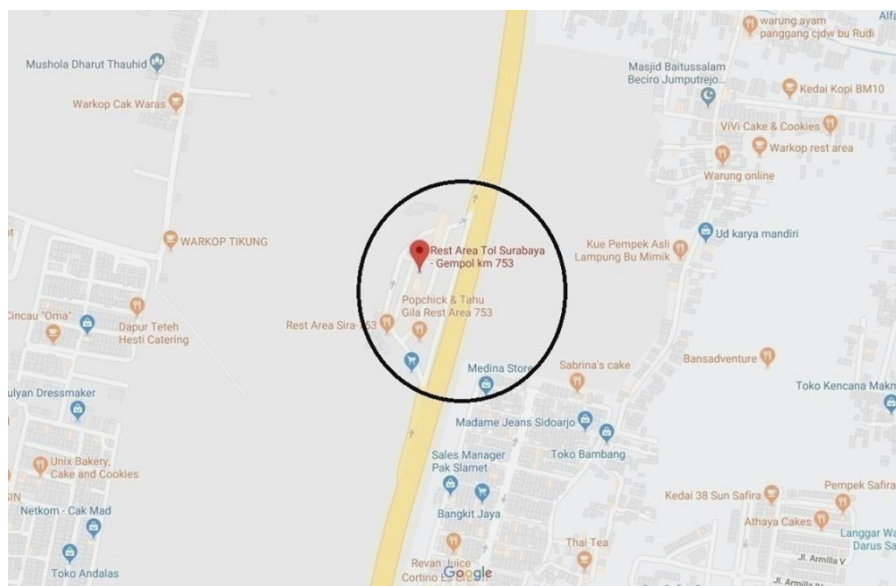 warung ayam
panggang cjdw bu Rudi
Alfa
Mushola Dharut Thauhid
Warkop Cak Waras
Masjid Baitussalam
Beciro Jumputrejo...
Kedai Kopi BM10
ViVi Cake & Cookies
Warkop rest area
Warung online
WARKOP TIKUNG
Rest Area Tol Surabaya
- Gempol km 753
Ud karya mandiri
Kue Pempek Asli
Lampung Bu Mimik
Popchick & Tahu
Gila Rest Area 753
Rest Area Sira-753
Cincau "Oma"
Dapur Teteh
Hesti Catering
Medina Store
Sabrina's cake
Bansadventure
Toko Kencana Makm
ulyan Dressmaker
Madame Jeans Sidoarjo
Toko Bambang
Unix Bakery,
Cake and Cookies
Sales Manager
Pak Slamet
Bangkit Jaya
Kedai 38 Sun Safira
Pempek Safira
GIN
Netkom - Cak Mad
Athaya Cakes
Langgar Wa
Darus Sa
Thai Tea
Revan Juice
Toko Andalas
Google
Jl. Armilla V